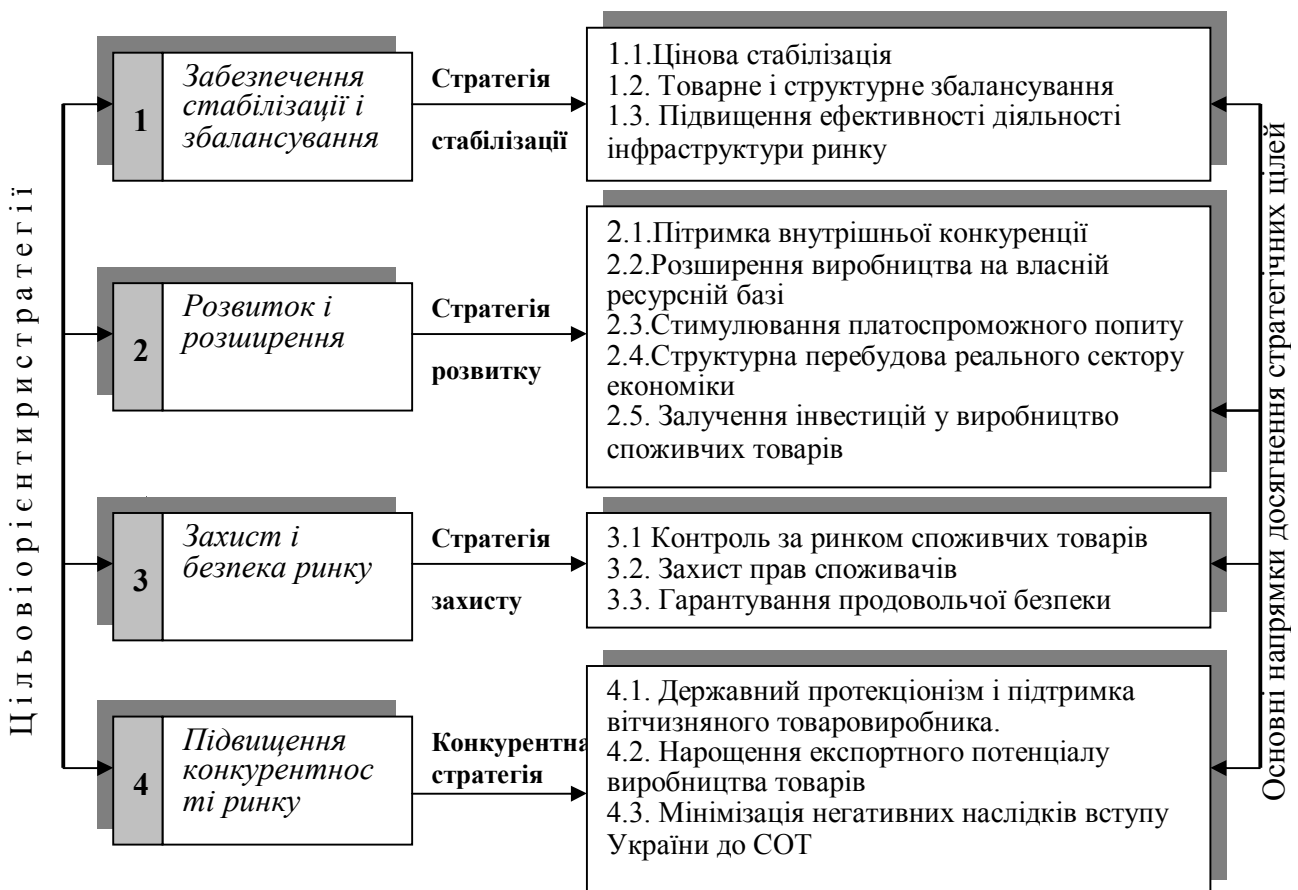 Ц і л ь о в і о р і є н т и р и с т р а т е г і ї
1
Забезпечення
стабілізації і
збалансування
Стратегія
стабілізації
1.1.Цінова стабілізація
1.2. Товарне і структурне збалансування
1.3. Підвищення ефективності діяльності
інфраструктури ринку
2
Розвиток і
розширення
Стратегія
розвитку
2.1.Пітримка внутрішньої конкуренції
2.2.Розширення виробництва на власній
ресурсній базі
2.3.Стимулювання платоспроможного попиту
2.4.Структурна перебудова реального сектору
економіки
2.5. Залучення інвестицій у виробництво
споживчих товарів
3
Захист і
безпека ринку
Стратегія
захисту
3.1 Контроль за ринком споживчих товарів
3.2. Захист прав споживачів
3.3. Гарантування продовольчої безпеки
4
Підвищення
конкурентнос
ті ринку
Конкурентна
стратегія
4.1. Державний протекціонізм і підтримка
вітчизняного товаровиробника.
4.2. Нарощення експортного потенціалу
виробництва товарів
4.3. Мінімізація негативних наслідків вступу
України до СОТ
Основні напрямки досягнення стратегічних цілей